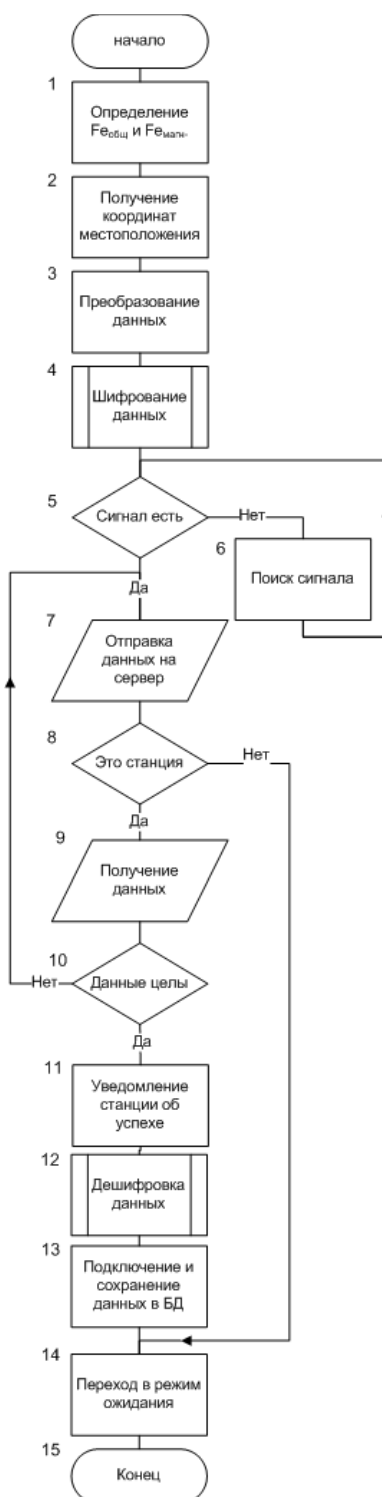 начало
1
Определение
Feобщ и Feмагн.
2
Получение
координат
местоположения
3
Преобразование
данных
4
Шифрование
данных
5
Сигнал есть
Нет
6
Поиск сигнала
Да
7
Отправка
данных на
сервер
8
Это станция
Нет
Да
9
Получение
данных
10
Нет
Данные целы
Да
11
Уведомление
станции об
успехе
12
Дешифровка
данных
13
Подключение и
сохранение
данных в БД
14
Переход в режим
ожидания
15
Конец